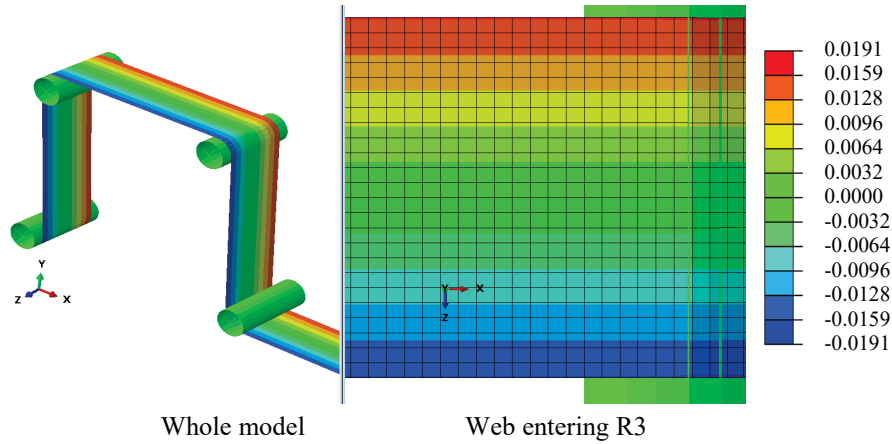 0.0191
0.0159
0.0128
0.0096
0.0064
0.0032
0.0000
-0.0032
-0.0064
-0.0096
-0.0128
-0.0159
-0.0191
Y
Z X
Y X
Z
Whole model Web entering R3